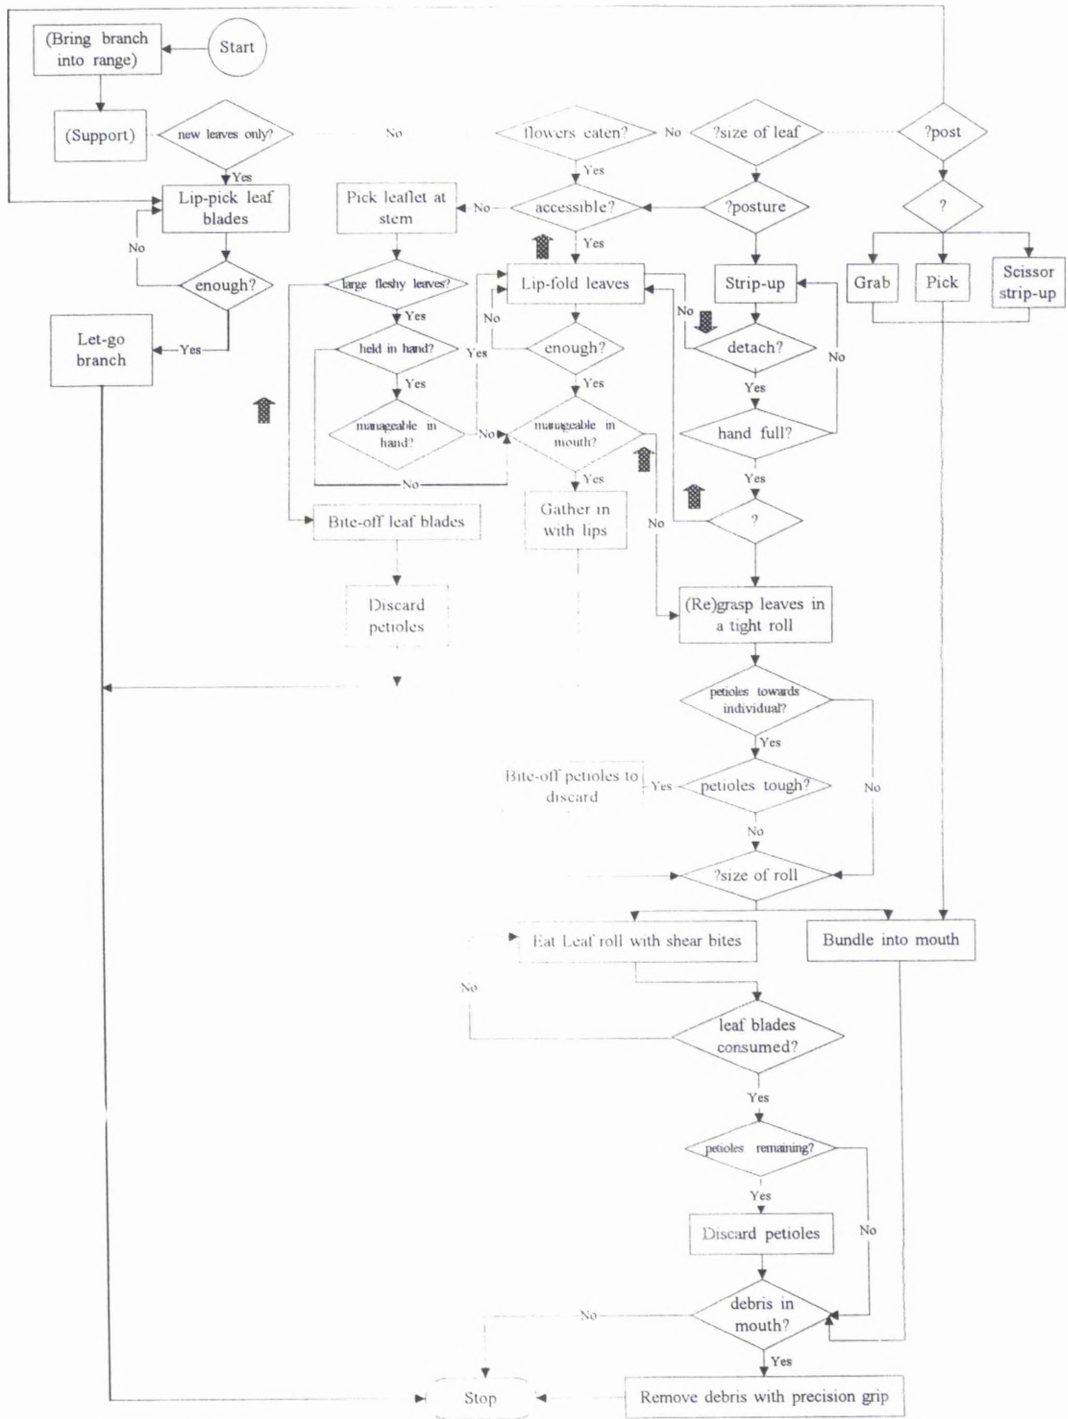 (Bring branch
into range)
Start
(Support)
new leaves only?
No
flowers eaten?
No
?size of leaf
?post
Yes
Yes
Lip-pick leaf
blades
Pick leaflet at
stem
No
accessible?
?posture
?
No
Yes
enough?
large fleshy leaves?
Lip-fold leaves
Strip-up
Grab
Pick
Scissor
strip-up
Yes
No
No
Let-go
branch
Yes
held in hand?
Yes
enough?
detach?
No
Yes
Yes
Yes
manageable in
hand?
No
manageable in
mouth?
hand full?
No
Yes
Yes
Bite-off leaf blades
Gather in
with lips
No
?
Discard
petioles
(Re)grasp leaves in
a tight roll
petioles towards
individual?
Yes
Bite-off petioles to
discard
Yes
petioles tough?
No
No
?size of roll
Eat Leaf roll with shear bites
Bundle into mouth
No
leaf blades
consumed?
Yes
petioles remaining?
Yes
Discard petioles
No
debris in
mouth?
No
Yes
Stop
Remove debris with precision grip